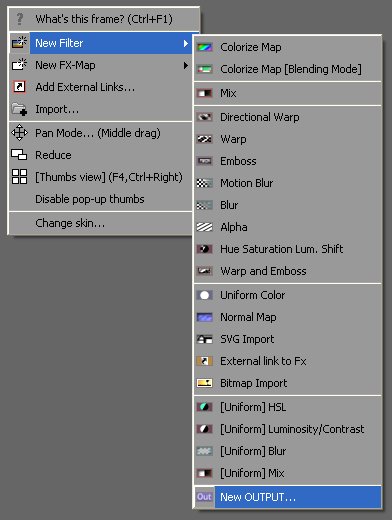 What's this frame? (Ctrl+F1)
New Filter
New FX-Map
Add External Links...
Import...
Pan Mode... (Middle drag)
Reduce
[Thumbs view] (F4,Ctrl+Right)
Disable pop-up thumbs
Change skin...
Colorize Map
Colorize Map [Blending Mode]
Mix
Directional Warp
Warp
Emboss
Motion Blur
Blur
Alpha
Hue Saturation Lum. Shift
Warp and Emboss
Uniform Color
Normal Map
SVG Import
External link to Fx
Bitmap Import
[Uniform] HSL
[Uniform] Luminosity/Contrast
[Uniform] Blur
[Uniform] Mix
Out New OUTPUT...